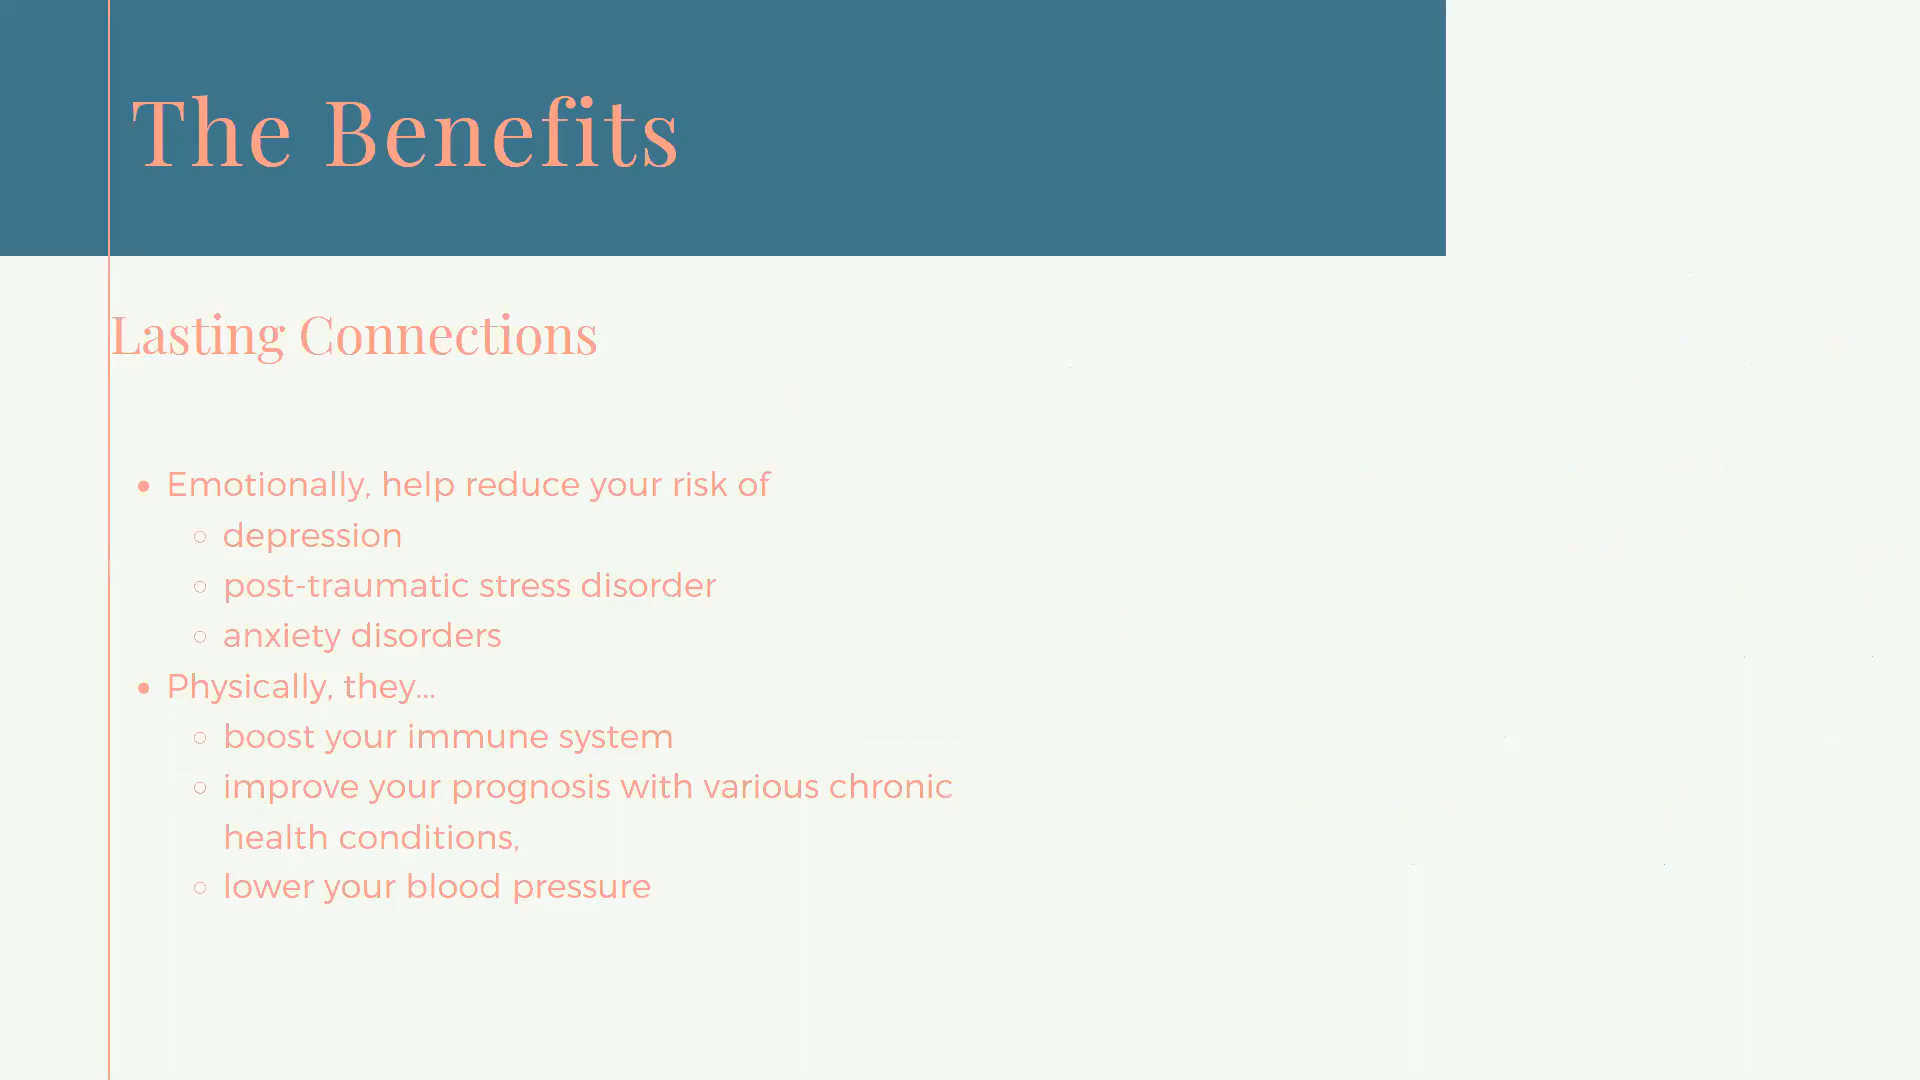 The Benefits
Lasting Connections
• Emotionally, help reduce your risk of
○ depression
○ post-traumatic stress disorder
○ anxiety disorders
• Physically, they...
○ boost your immune system
○ improve your prognosis with various chronic
health conditions,
○ lower your blood pressure